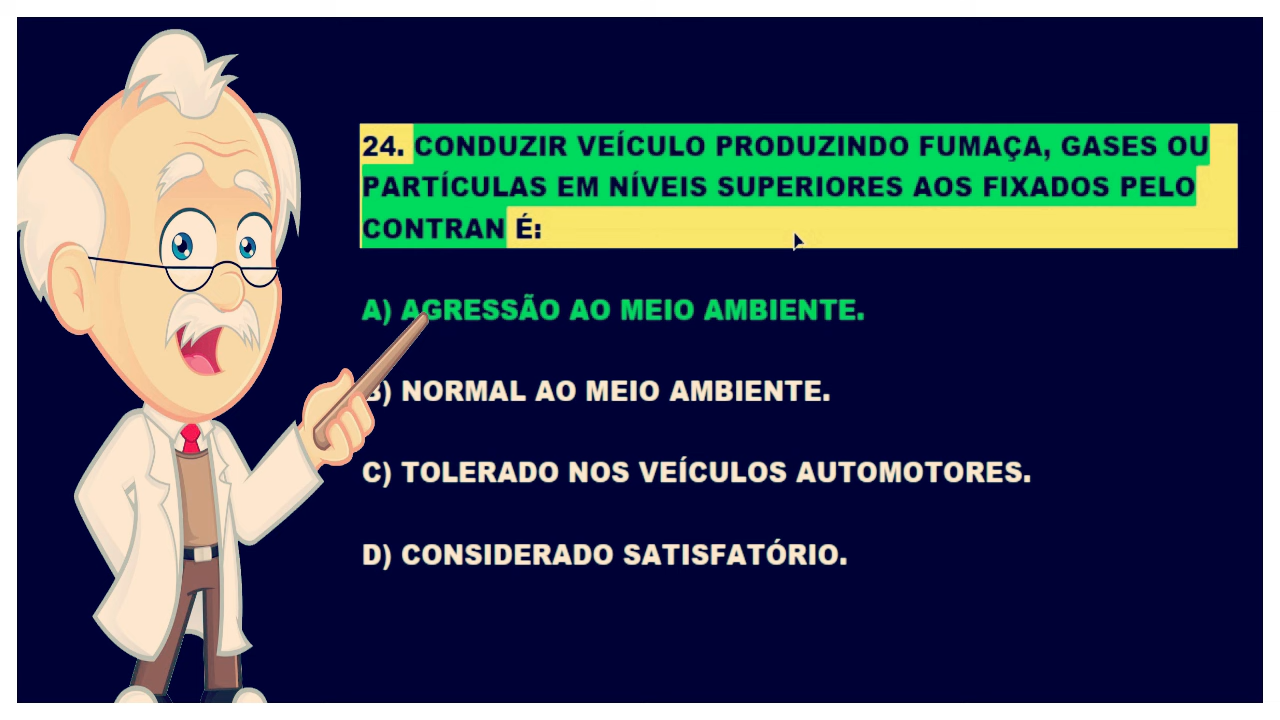 24. CONDUZIR VEÍCULO PRODUZINDO FUMAÇA, GASES OU
PARTÍCULAS EM NÍVEIS SUPERIORES AOS FIXADOS PELO
CONTRAN É:
A) AGRESSÃO AO MEIO AMBIENTE.
B) NORMAL AO MEIO AMBIENTE.
C) TOLERADO NOS VEÍCULOS AUTOMOTORES.
D) CONSIDERADO SATISFATÓRIO.